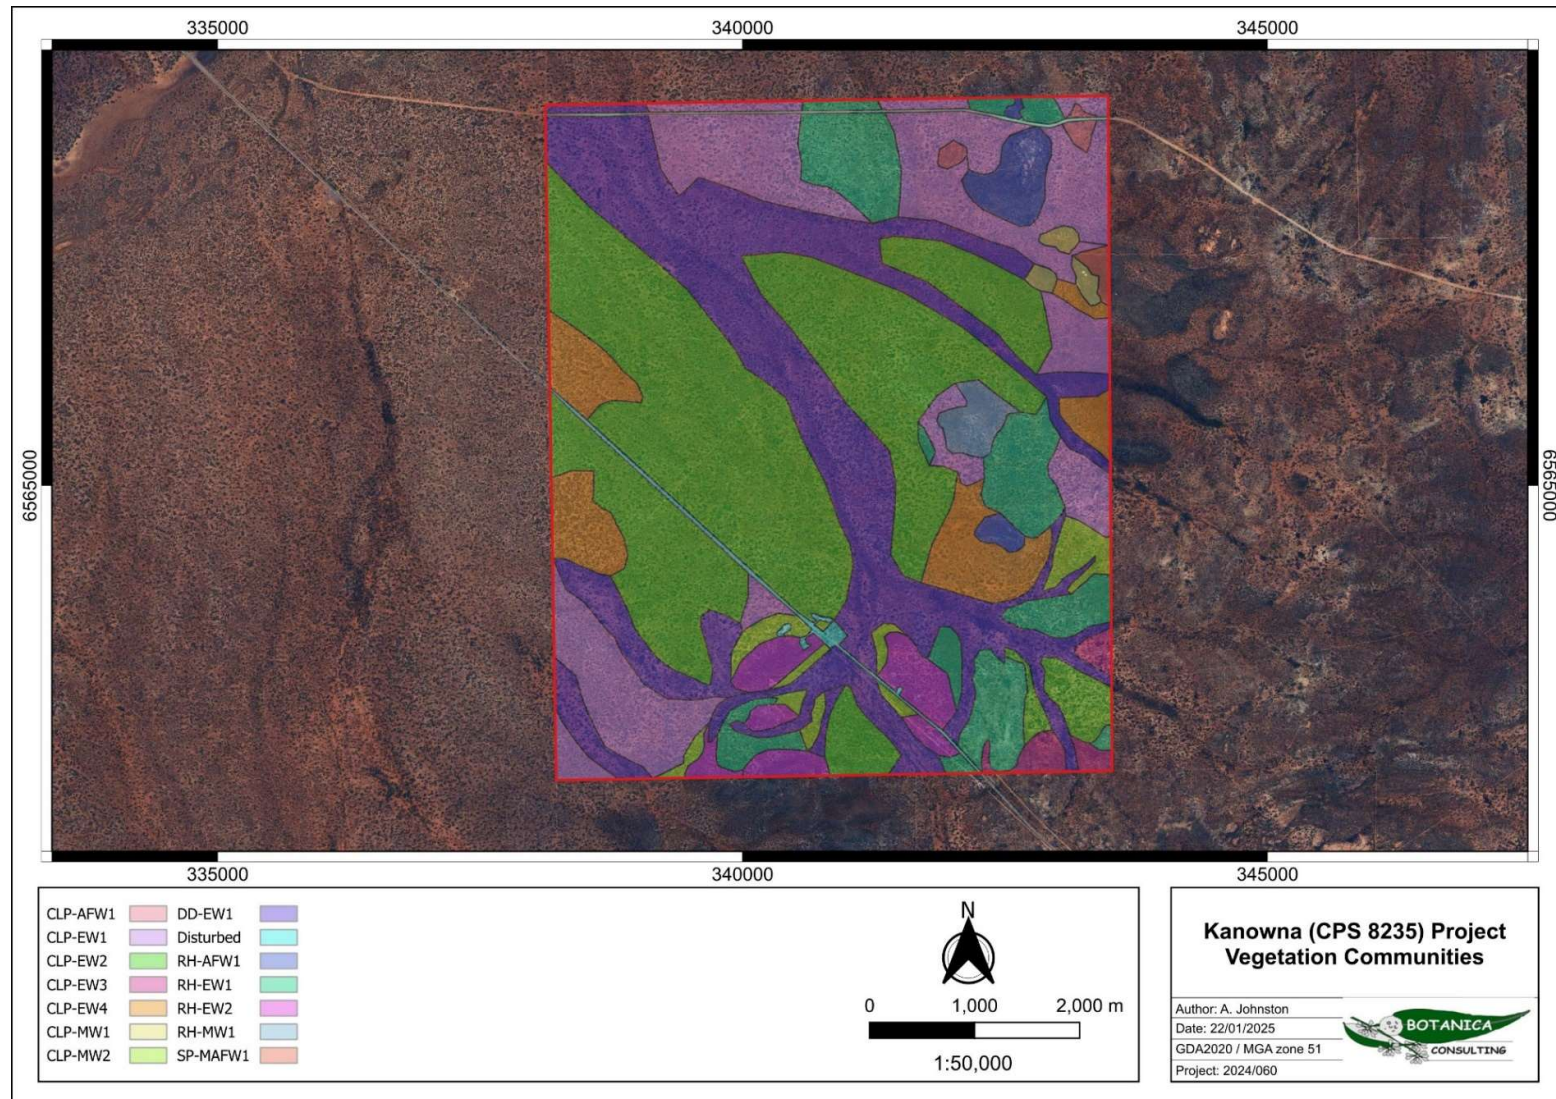 335000 340000 345000
6565000 6565000
335000 340000 345000
CLP-AFW1 DD-EW1
CLP-EW1 Disturbed
CLP-EW2 RH-AFW1
CLP-EW3 RH-EW1
CLP-EW4 RH-EW2
CLP-MW1 RH-MW1
CLP-MW2 SP-MAFW1
N
0 1,000 2,000 m
1:50,000
Kanowna (CPS 8235) Project
Vegetation Communities
Author: A. Johnston
Date: 22/01/2025
GDA2020 / MGA zone 51
Project: 2024/060
BOTANICA
CONSULTING